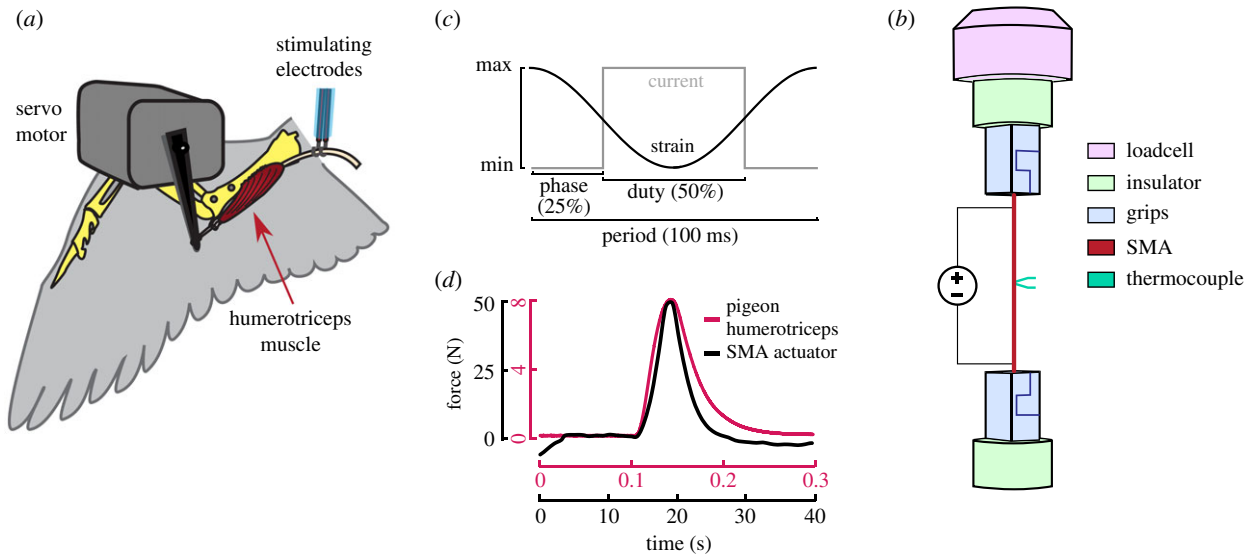 (a)
stimulating
electrodes
servo
motor
humerotriceps
muscle
(c)
max
current
strain
min
phase
(25%)
duty (50%)
period (100 ms)
(d)
50
25
0
force (N)
8
4
0
pigeon
humerotriceps
SMA actuator
0 0.1 0.2 0.3
0 10 20 30 40
time (s)
(b)
loadcell
insulator
grips
SMA
thermocouple
+
−